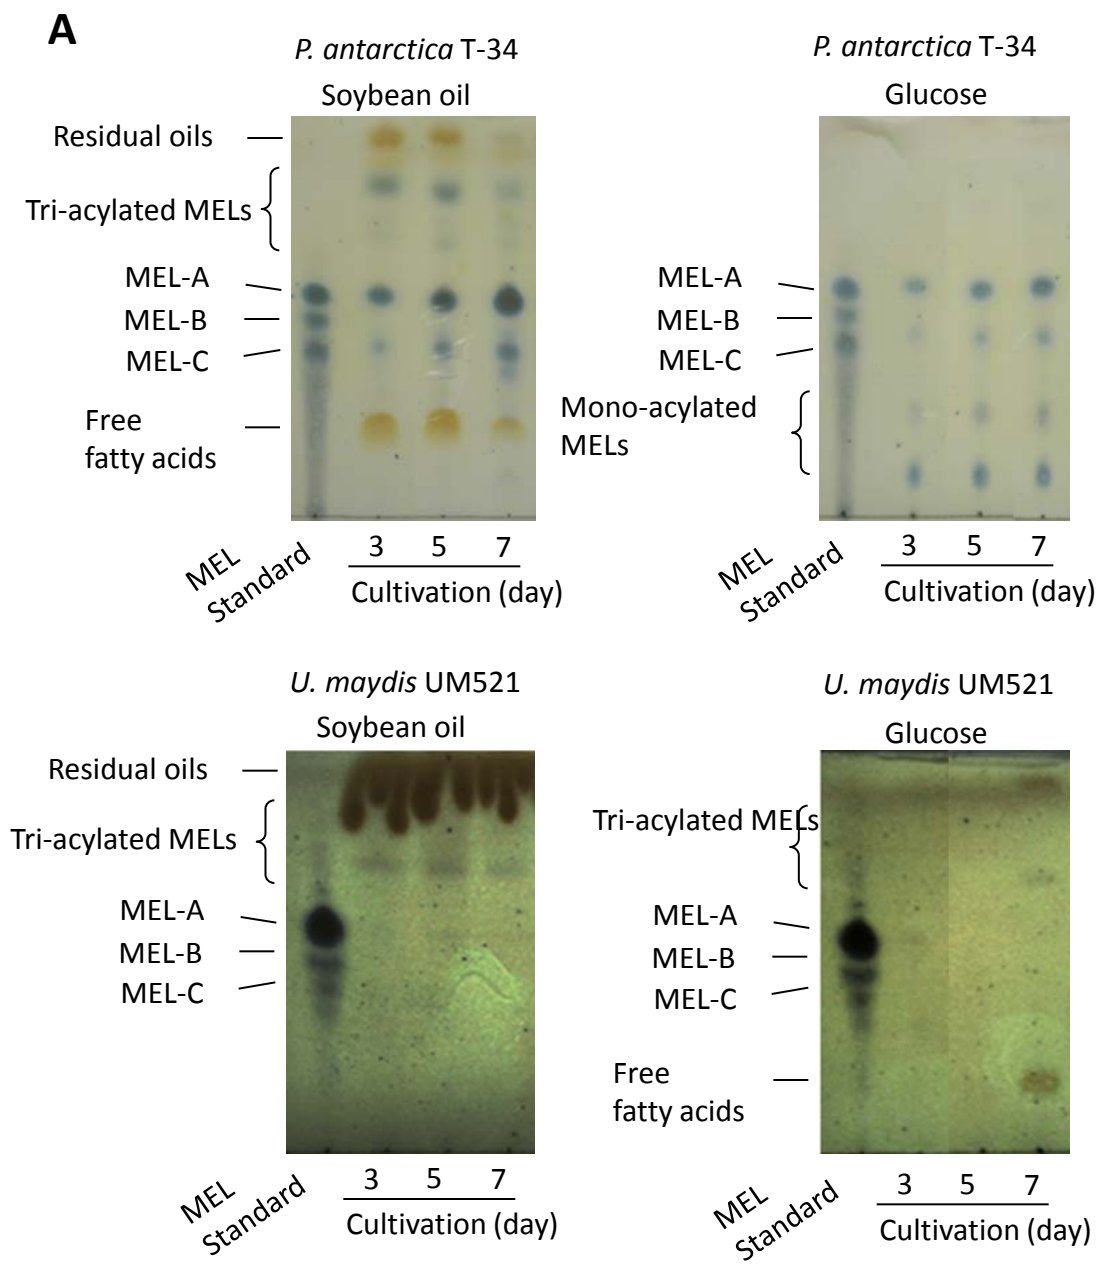 A
P. antarctica T-34
Soybean oil
Residual oils
Tri-acylated MELs
MEL-A
MEL-B
MEL-C
Free
fatty acids
MEL
Standard
3 5 7
Cultivation (day)
P. antarctica T-34
Glucose
MEL-A
MEL-B
MEL-C
Mono-acylated
MELs
MEL
Standard
3 5 7
Cultivation (day)
U. maydis UM521
Soybean oil
Residual oils
Tri-acylated MELs
MEL-A
MEL-B
MEL-C
MEL
Standard
3 5 7
Cultivation (day)
U. maydis UM521
Glucose
Tri-acylated MELs
MEL-A
MEL-B
MEL-C
Free
fatty acids
MEL
Standard
3 5 7
Cultivation (day)